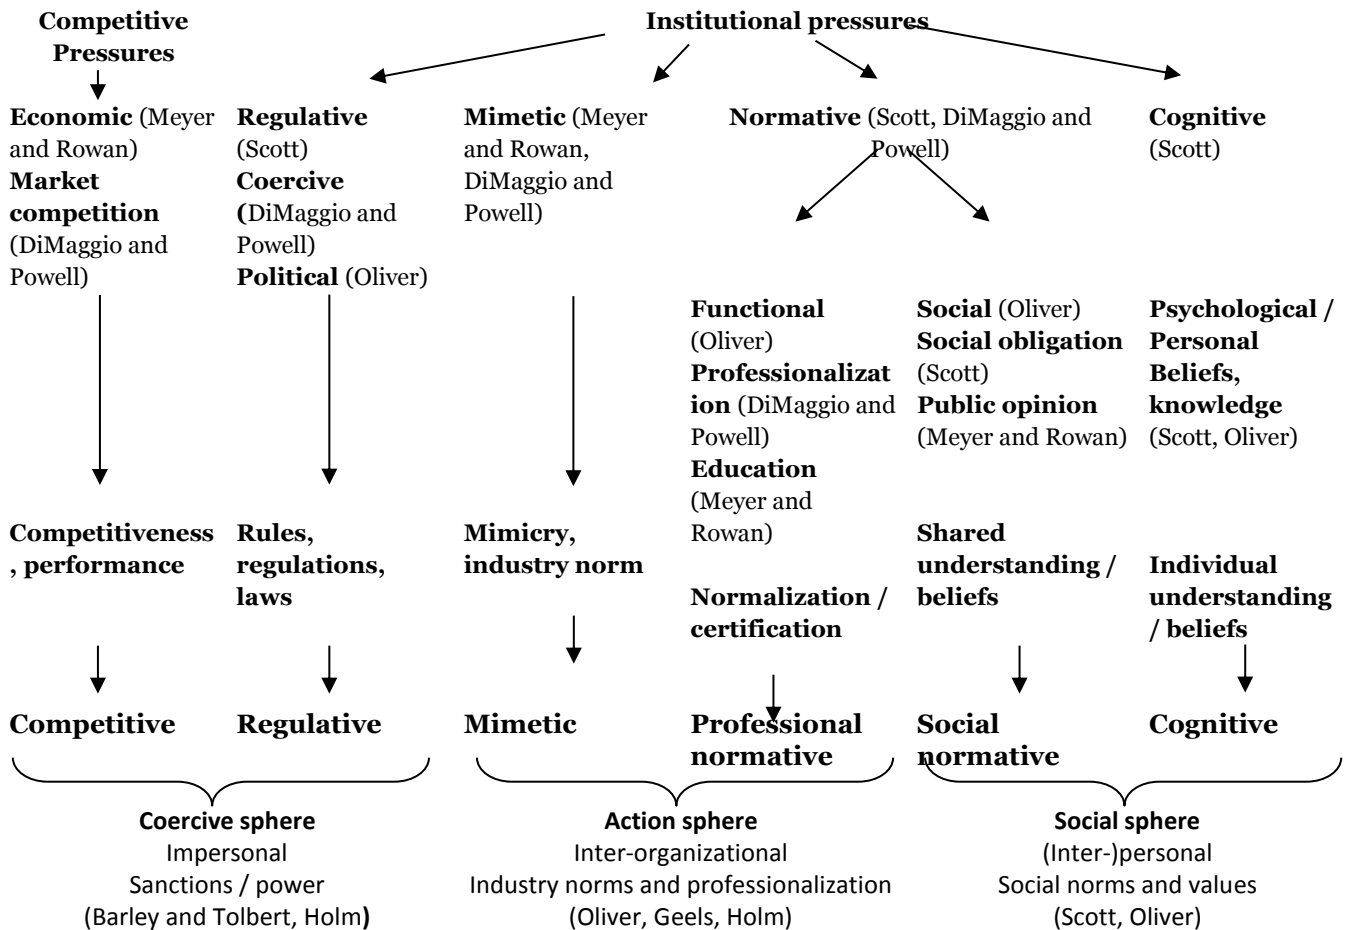 Competitive
Pressures
Institutional pressures
Economic (Meyer
and Rowan)
Market
competition
(DiMaggio and
Powell)
Regulative
(Scott)
Coercive
(DiMaggio and
Powell)
Political (Oliver)
Mimetic (Meyer
and Rowan,
DiMaggio and
Powell)
Normative (Scott, DiMaggio and
Powell)
Cognitive
(Scott)
Functional
(Oliver)
Professionalizat
ion (DiMaggio and
Powell)
Education
(Meyer and
Rowan)
Social (Oliver)
Social obligation
(Scott)
Public opinion
(Meyer and Rowan)
Psychological /
Personal
Beliefs,
knowledge
(Scott, Oliver)
Competitiveness
, performance
Rules,
regulations,
laws
Mimicry,
industry norm
Normalization /
certification
Shared
understanding /
beliefs
Individual
understanding
/ beliefs
Competitive
Regulative
Mimetic
Professional
normative
Social
normative
Cognitive
Coercive sphere
Impersonal
Sanctions / power
(Barley and Tolbert, Holm)
Action sphere
Inter-organizational
Industry norms and professionalization
(Oliver, Geels, Holm)
Social sphere
(Inter-)personal
Social norms and values
(Scott, Oliver)